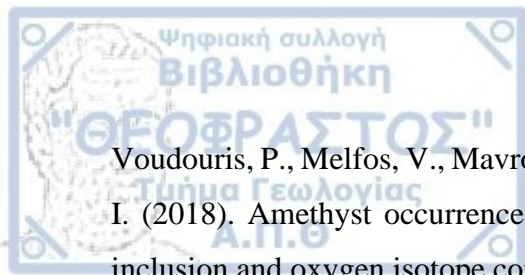 Ψηφιακή συλλογή
Βιβλιοθήκη
"ΘΕΟΦΡΑΣΤΟΣ"
Voudouris, P., Melfos, V., Mavro
Τμήμα Γεωλογίας
I. (2018). Amethyst occurrence
Α.Π.Θ
inclusion and oxygen isotope co